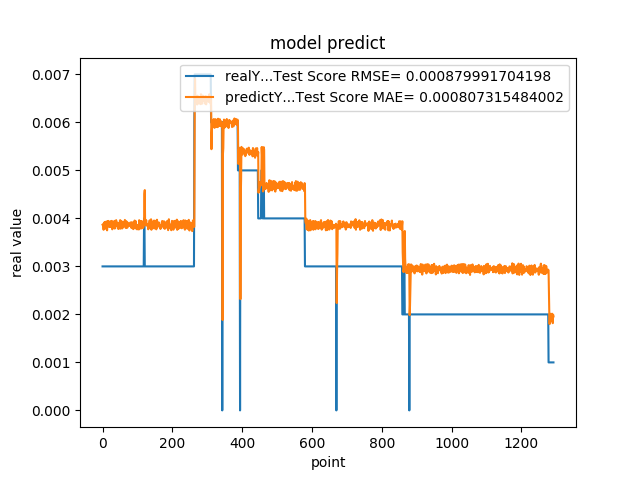 model predict
realY...Test Score RMSE= 0.000879991704198
predictY...Test Score MAE= 0.000807315484002
real value
0.007
0.006
0.005
0.004
0.003
0.002
0.001
0.000
0 200 400 600 800 1000 1200
point